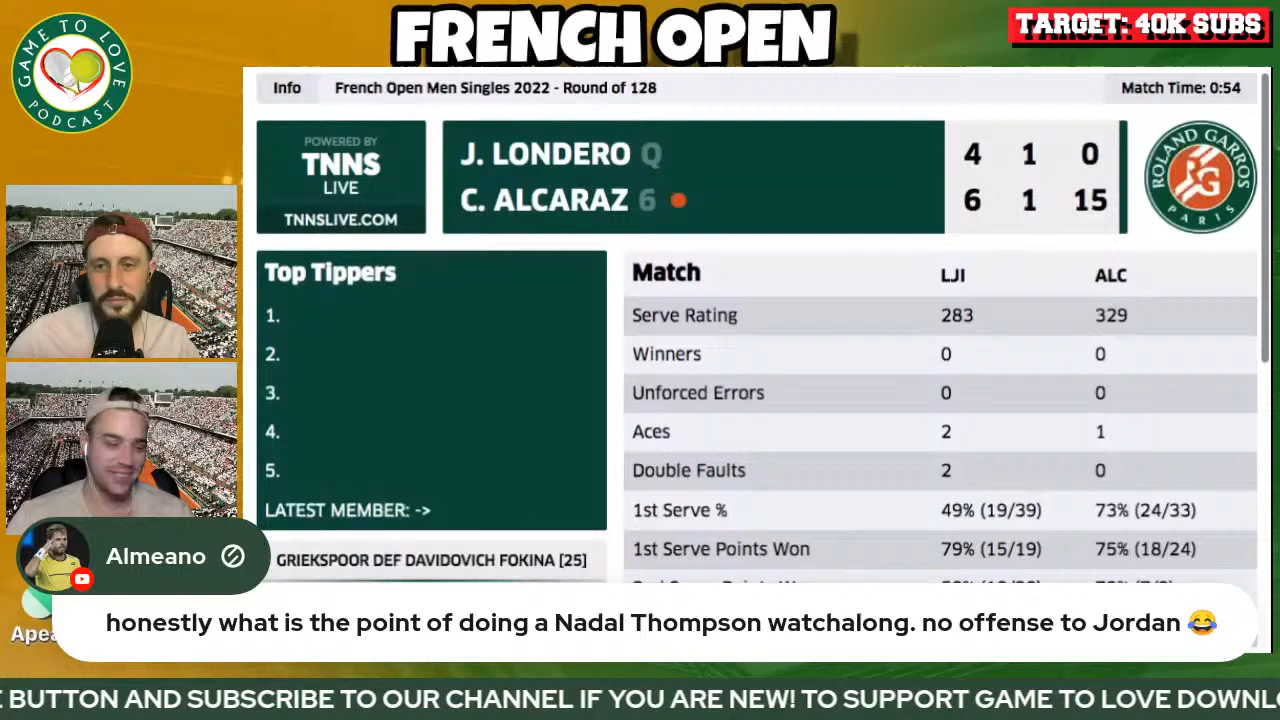 GAME TO LOVE
PODCAST
FRENCH OPEN
TARGET: 40K SUBS
Info
French Open Men Singles 2022 - Round of 128
Match Time: 0:54
POWERED BY
TNNS
LIVE
TNNSLIVE.COM
J. LONDERO Q 4 1 0
C. ALCARAZ 6 6 1 15
ROLAND GARROS
RG
PARIS
Top Tippers
1.
2.
3.
4.
5.
LATEST MEMBER: ->
GRIEKSPOOR DEF DAVIDOVICH FOKINA [25]
Match LJI ALC
Serve Rating 283 329
Winners 0 0
Unforced Errors 0 0
Aces 2 1
Double Faults 2 0
1st Serve % 49% (19/39) 73% (24/33)
1st Serve Points Won 79% (15/19) 75% (18/24)
Almeano
Apea
honestly what is the point of doing a Nadal Thompson watchalong. no offense to Jordan 😂
E BUTTON AND SUBSCRIBE TO OUR CHANNEL IF YOU ARE NEW! TO SUPPORT GAME TO LOVE DOWNLO